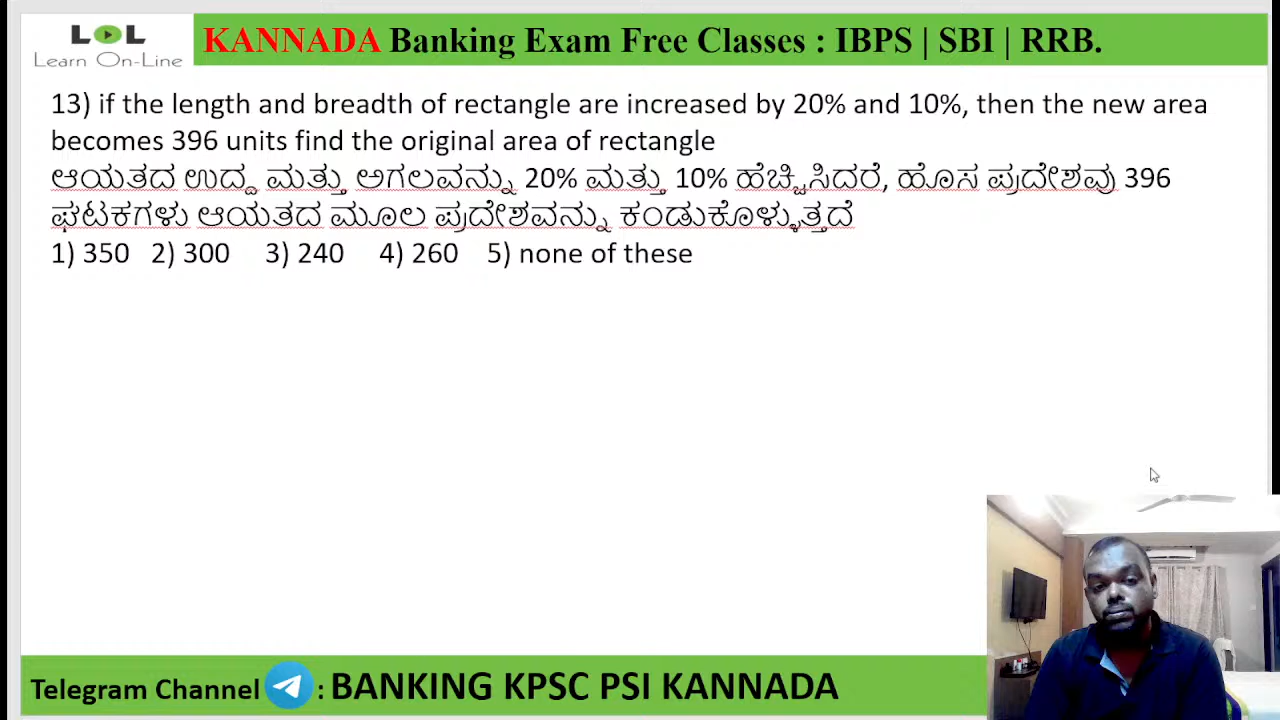 LOL
Learn On-Line
KANNADA Banking Exam Free Classes : IBPS | SBI | RRB.
13) if the length and breadth of rectangle are increased by 20% and 10%, then the new area
becomes 396 units find the original area of rectangle
ಆಯತದ ಉದ್ದ ಮತ್ತು ಅಗಲವನ್ನು 20% ಮತ್ತು 10% ಹೆಚ್ಚಿಸಿದರೆ, ಹೊಸ ಪ್ರದೇಶವು 396
ಘಟಕಗಳು ಆಯತದ ಮೂಲ ಪ್ರದೇಶವನ್ನು ಕಂಡುಕೊಳ್ಳುತ್ತದೆ
1) 350 2) 300 3) 240 4) 260 5) none of these
Telegram Channel : BANKING KPSC PSI KANNADA